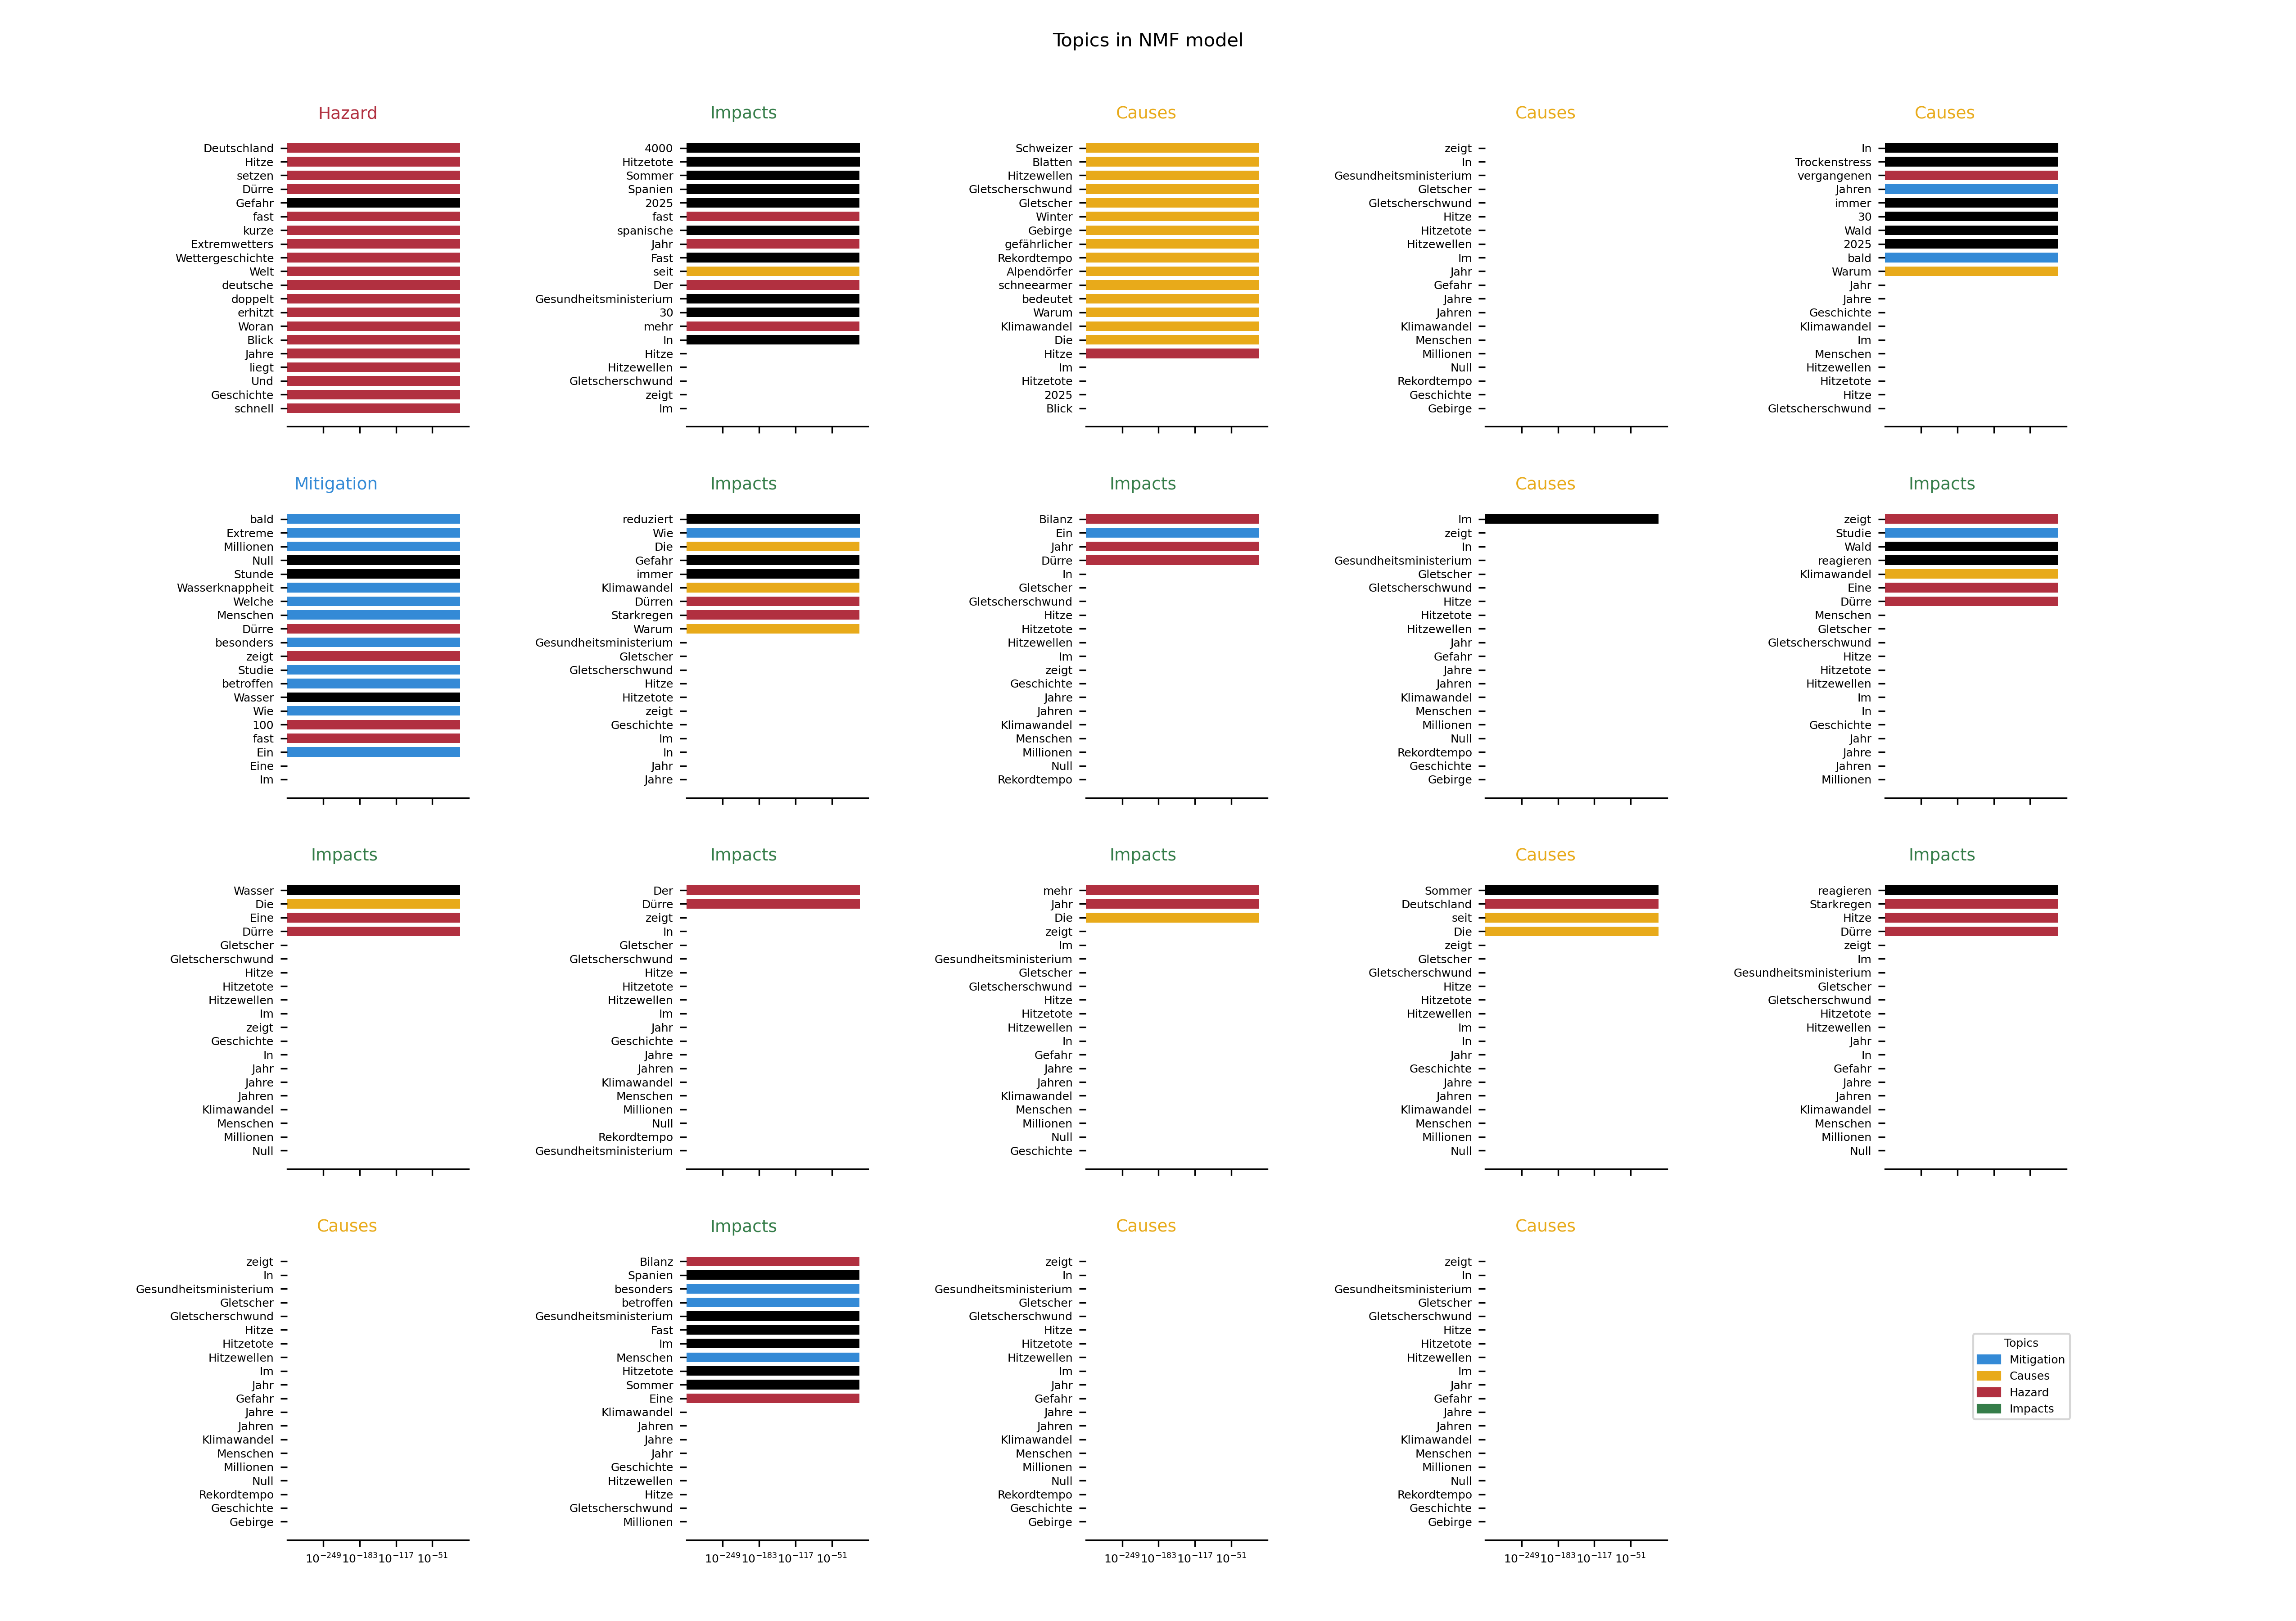 Topics in NMF model
Hazard
Deutschland
Hitze
setzen
Dürre
Gefahr
fast
kurze
Extremwetters
Wettergeschichte
Welt
deutsche
doppelt
erhitzt
Woran
Blick
Jahre
liegt
Und
Geschichte
schnell
Impacts
4000
Hitzetote
Sommer
Spanien
2025
fast
spanische
Jahr
Fast
seit
Der
Gesundheitsministerium
30
mehr
In
Hitze
Hitzewellen
Gletscherschwund
zeigt
Im
Causes
Schweizer
Blatten
Hitzewellen
Gletscherschwund
Gletscher
Winter
Gebirge
gefährlicher
Rekordtempo
Alpendörfer
schneearmer
bedeutet
Warum
Klimawandel
Die
Hitze
Im
Hitzetote
2025
Blick
Causes
zeigt
In
Gesundheitsministerium
Gletscher
Gletscherschwund
Hitze
Hitzetote
Hitzewellen
Im
Jahr
Gefahr
Jahre
Jahren
Klimawandel
Menschen
Millionen
Null
Rekordtempo
Geschichte
Gebirge
Causes
In
Trockenstress
vergangenen
Jahren
immer
30
Wald
2025
bald
Warum
Jahr
Jahre
Geschichte
Klimawandel
Im
Menschen
Hitzewellen
Hitzetote
Hitze
Gletscherschwund
Mitigation
bald
Extreme
Millionen
Null
Stunde
Wasserknappheit
Welche
Menschen
Dürre
besonders
zeigt
Studie
betroffen
Wasser
Wie
100
fast
Ein
Eine
Im
Impacts
reduziert
Wie
Die
Gefahr
immer
Klimawandel
Dürren
Starkregen
Warum
Gesundheitsministerium
Gletscher
Gletscherschwund
Hitze
Hitzetote
zeigt
Geschichte
Im
In
Jahr
Jahre
Impacts
Bilanz
Ein
Jahr
Dürre
In
Gletscher
Gletscherschwund
Hitze
Hitzetote
Hitzewellen
Im
zeigt
Geschichte
Jahre
Jahren
Klimawandel
Menschen
Millionen
Null
Rekordtempo
Causes
Im
zeigt
In
Gesundheitsministerium
Gletscher
Gletscherschwund
Hitze
Hitzetote
Hitzewellen
Jahr
Gefahr
Jahre
Jahren
Klimawandel
Menschen
Millionen
Null
Rekordtempo
Geschichte
Gebirge
Impacts
zeigt
Studie
Wald
reagieren
Klimawandel
Eine
Dürre
Menschen
Gletscher
Gletscherschwund
Hitze
Hitzetote
Hitzewellen
Im
In
Geschichte
Jahr
Jahre
Jahren
Millionen
Impacts
Wasser
Die
Eine
Dürre
Gletscher
Gletscherschwund
Hitze
Hitzetote
Hitzewellen
Im
zeigt
Geschichte
In
Jahr
Jahre
Jahren
Klimawandel
Menschen
Millionen
Null
Impacts
Der
Dürre
zeigt
In
Gletscher
Gletscherschwund
Hitze
Hitzetote
Hitzewellen
Im
Jahr
Geschichte
Jahre
Jahren
Klimawandel
Menschen
Millionen
Null
Rekordtempo
Gesundheitsministerium
Impacts
mehr
Jahr
Die
zeigt
Im
Gesundheitsministerium
Gletscher
Gletscherschwund
Hitze
Hitzetote
Hitzewellen
In
Gefahr
Jahre
Jahren
Klimawandel
Menschen
Millionen
Null
Geschichte
Causes
Sommer
Deutschland
seit
Die
zeigt
Gletscher
Gletscherschwund
Hitze
Hitzetote
Hitzewellen
Im
In
Jahr
Geschichte
Jahre
Jahren
Klimawandel
Menschen
Millionen
Null
Impacts
reagieren
Starkregen
Hitze
Dürre
zeigt
Im
Gesundheitsministerium
Gletscher
Gletscherschwund
Hitzetote
Hitzewellen
Jahr
In
Gefahr
Jahre
Jahren
Klimawandel
Menschen
Millionen
Null
Causes
zeigt
In
Gesundheitsministerium
Gletscher
Gletscherschwund
Hitze
Hitzetote
Hitzewellen
Im
Jahr
Gefahr
Jahre
Jahren
Klimawandel
Menschen
Millionen
Null
Rekordtempo
Geschichte
Gebirge
10⁻²⁴⁹ 10⁻¹⁸³ 10⁻¹¹⁷ 10⁻⁵¹
Impacts
Bilanz
Spanien
besonders
betroffen
Gesundheitsministerium
Fast
Im
Menschen
Hitzetote
Sommer
Eine
Klimawandel
Jahren
Jahre
Jahr
Geschichte
Hitzewellen
Hitze
Gletscherschwund
Millionen
10⁻²⁴⁹ 10⁻¹⁸³ 10⁻¹¹⁷ 10⁻⁵¹
Causes
zeigt
In
Gesundheitsministerium
Gletscher
Gletscherschwund
Hitze
Hitzetote
Hitzewellen
Im
Jahr
Gefahr
Jahre
Jahren
Klimawandel
Menschen
Millionen
Null
Rekordtempo
Geschichte
Gebirge
10⁻²⁴⁹ 10⁻¹⁸³ 10⁻¹¹⁷ 10⁻⁵¹
Causes
zeigt
In
Gesundheitsministerium
Gletscher
Gletscherschwund
Hitze
Hitzetote
Hitzewellen
Im
Jahr
Gefahr
Jahre
Jahren
Klimawandel
Menschen
Millionen
Null
Rekordtempo
Geschichte
Gebirge
10⁻²⁴⁹ 10⁻¹⁸³ 10⁻¹¹⁷ 10⁻⁵¹
Topics
Mitigation
Causes
Hazard
Impacts